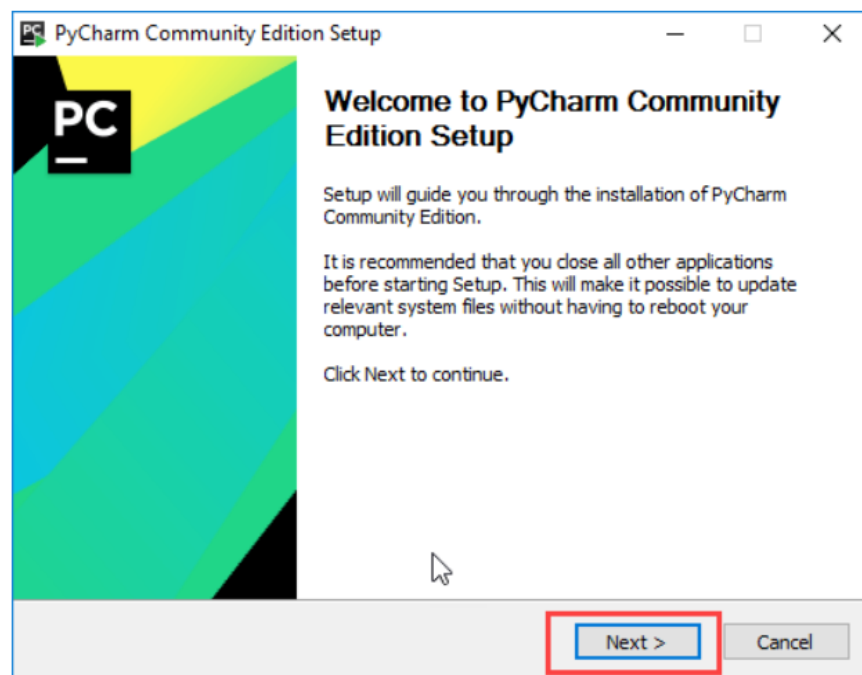 PyCharm Community Edition Setup
PC
Welcome to PyCharm Community
Edition Setup
Setup will guide you through the installation of PyCharm
Community Edition.
It is recommended that you close all other applications
before starting Setup. This will make it possible to update
relevant system files without having to reboot your
computer.
Click Next to continue.
Next >
Cancel